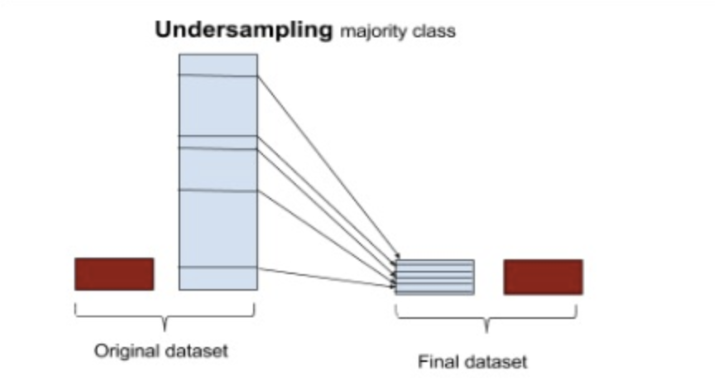 Undersampling majority class
Original dataset
Final dataset